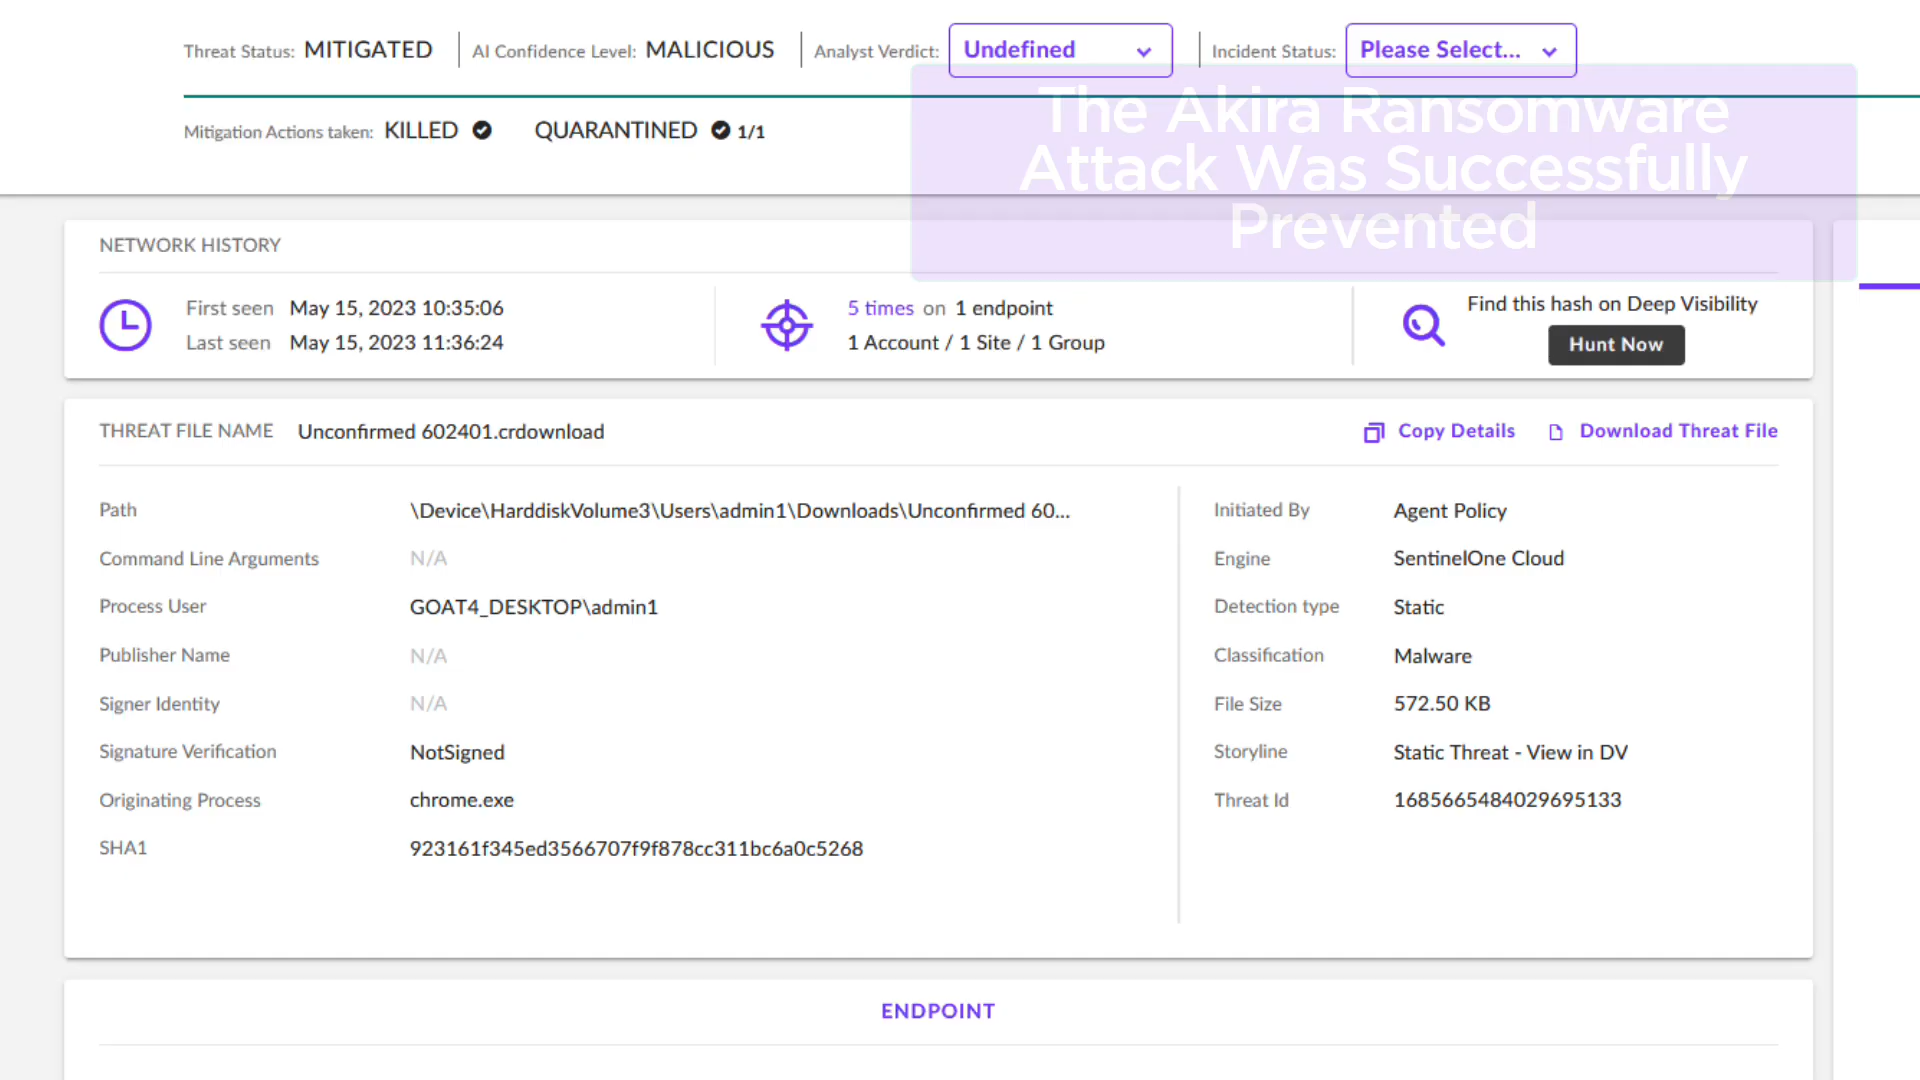 Threat Status: MITIGATED AI Confidence Level: MALICIOUS Analyst Verdict: Undefined Incident Status: Please Select...
Mitigation Actions taken: KILLED QUARANTINED 1/1
The Akira Ransomware
Attack Was Successfully
Prevented
NETWORK HISTORY
First seen May 15, 2023 10:35:06
Last seen May 15, 2023 11:36:24
5 times on 1 endpoint
1 Account / 1 Site / 1 Group
Find this hash on Deep Visibility
Hunt Now
THREAT FILE NAME Unconfirmed 602401.crdownload
Copy Details Download Threat File
Path \Device\HarddiskVolume3\Users\admin1\Downloads\Unconfirmed 60...
Command Line Arguments N/A
Process User GOAT4_DESKTOP\admin1
Publisher Name N/A
Signer Identity N/A
Signature Verification NotSigned
Originating Process chrome.exe
SHA1 923161f345ed3566707f9f878cc311bc6a0c5268
Initiated By Agent Policy
Engine SentinelOne Cloud
Detection type Static
Classification Malware
File Size 572.50 KB
Storyline Static Threat - View in DV
Threat Id 1685665484029695133
ENDPOINT